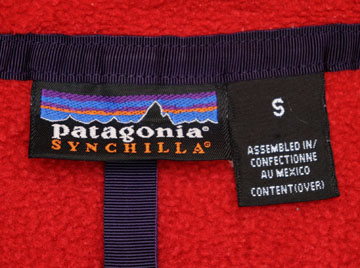 patagonia®
SYNCHILLA®
S
ASSEMBLED IN/
CONFECTIONNE
AU MEXICO
CONTENT(OVER)